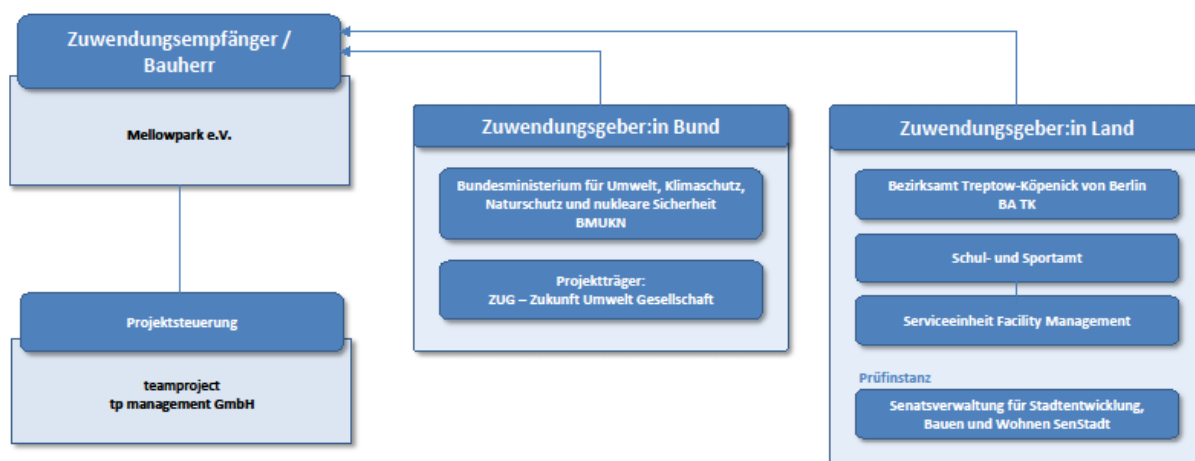 Zuwendungsempfänger /
Bauherr
Mellowpark e.V.
Projektsteuerung
teamproject
tp management GmbH
Zuwendungsgeber:in Bund
Bundesministerium für Umwelt, Klimaschutz,
Naturschutz und nukleare Sicherheit
BMUKN
Projektträger:
ZUG – Zukunft Umwelt Gesellschaft
Zuwendungsgeber:in Land
Bezirksamt Treptow-Köpenick von Berlin
BA TK
Schul- und Sportamt
Serviceeinheit Facility Management
Prüfinstanz
Senatsverwaltung für Stadtentwicklung,
Bauen und Wohnen SenStadt